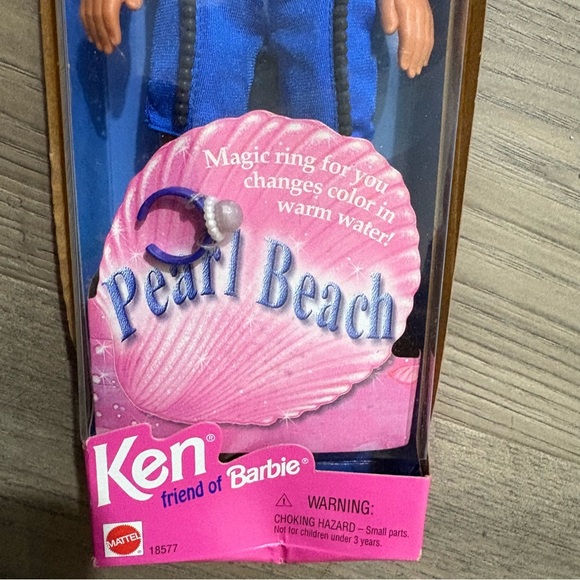 Magic ring for you
changes color in
warm water!
Pearl Beach
Ken®
friend of Barbie®
⚠ WARNING:
CHOKING HAZARD – Small parts.
Not for children under 3 years.
MATTEL
18577